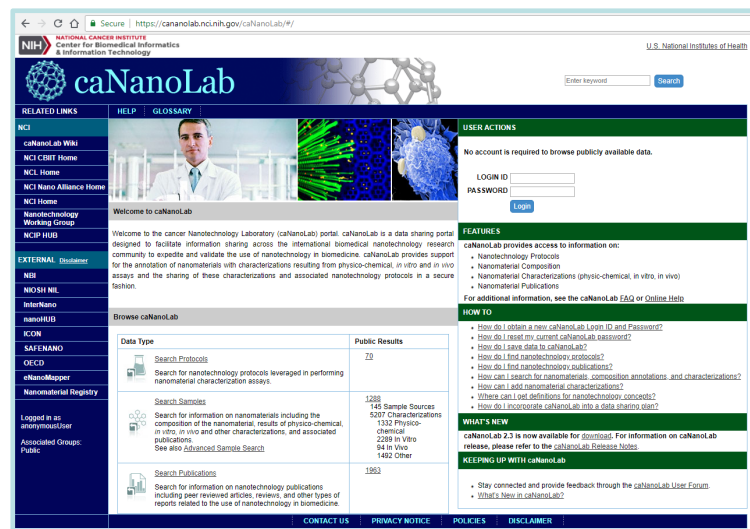 Secure | https://cananolab.nci.nih.gov/caNanoLab/#/
NIH
NATIONAL CANCER INSTITUTE
Center for Biomedical Informatics
& Information Technology
U.S. National Institutes of Health
caNanoLab
Enter keyword
Search
RELATED LINKS
HELP
GLOSSARY
NCI
caNanoLab Wiki
NCI CBIIT Home
NCL Home
NCI Nano Alliance Home
NCI Home
Nanotechnology
Working Group
NCIP HUB
EXTERNAL Disclaimer
NBI
NIOSH NIL
InterNano
nanoHUB
ICON
SAFENANO
OECD
eNanoMapper
Nanomaterial Registry
Logged in as
anonymousUser
Associated Groups:
Public
Welcome to caNanoLab
Welcome to the cancer Nanotechnology Laboratory (caNanoLab) portal. caNanoLab is a data sharing portal
designed to facilitate information sharing across the international biomedical nanotechnology research
community to expedite and validate the use of nanotechnology in biomedicine. caNanoLab provides support
for the annotation of nanomaterials with characterizations resulting from physico-chemical, in vitro and in vivo
assays and the sharing of these characterizations and associated nanotechnology protocols in a secure
fashion.
Browse caNanoLab
Data Type
Public Results
Search Protocols
70
Search for nanotechnology protocols leveraged in performing
nanomaterial characterization assays.
Search Samples
1288
Search for information on nanomaterials including the
composition of the nanomaterial, results of physico-chemical,
in vitro, in vivo and other characterizations, and associated
publications.
See also Advanced Sample Search
145 Sample Sources
5207 Characterizations
1332 Physico-
chemical
2289 In Vitro
94 In Vivo
1492 Other
Search Publications
1963
Search for information on nanotechnology publications
including peer reviewed articles, reviews, and other types of
reports related to the use of nanotechnology in biomedicine.
USER ACTIONS
No account is required to browse publicly available data.
LOGIN ID
PASSWORD
Login
FEATURES
caNanoLab provides access to information on:
Nanotechnology Protocols
Nanomaterial Composition
Nanomaterial Characterizations (physic-chemical, in vitro, in vivo)
Nanomaterial Publications
For additional information, see the caNanoLab FAQ or Online Help
HOW TO
How do I obtain a new caNanoLab Login ID and Password?
How do I reset my current caNanoLab password?
How do I save data to caNanoLab?
How do I find nanotechnology protocols?
How do I find nanotechnology publications?
How can I search for nanomaterials, composition annotations, and characterizations?
How can I add nanomaterial characterizations?
Where can I get definitions for nanotechnology concepts?
How do I incorporate caNanoLab into a data sharing plan?
WHAT'S NEW
caNanoLab 2.3 is now available for download. For information on caNanoLab
release, please refer to the caNanoLab Release Notes.
KEEPING UP WITH caNanoLab
Stay connected and provide feedback through the caNanoLab User Forum.
What's New in caNanoLab?
CONTACT US
PRIVACY NOTICE
POLICIES
DISCLAIMER